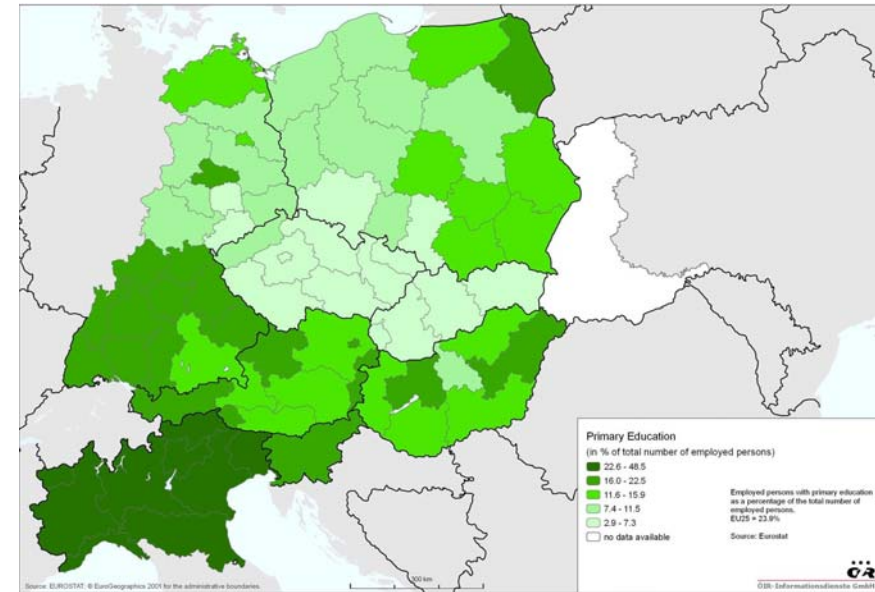 Primary Education
(in % of total number of employed persons)
22.6 - 48.5
16.0 - 22.5
11.6 - 15.9
7.4 - 11.5
2.9 - 7.3
no data available
Employed persons with primary education
as a percentage of the total number of
employed persons.
EU25 = 23.9%
Source: Eurostat
300 km
Source: EUROSTAT; © EuroGeographics 2001 for the administrative boundaries.
ÖIR
ÖIR-Informationsdienste GmbH